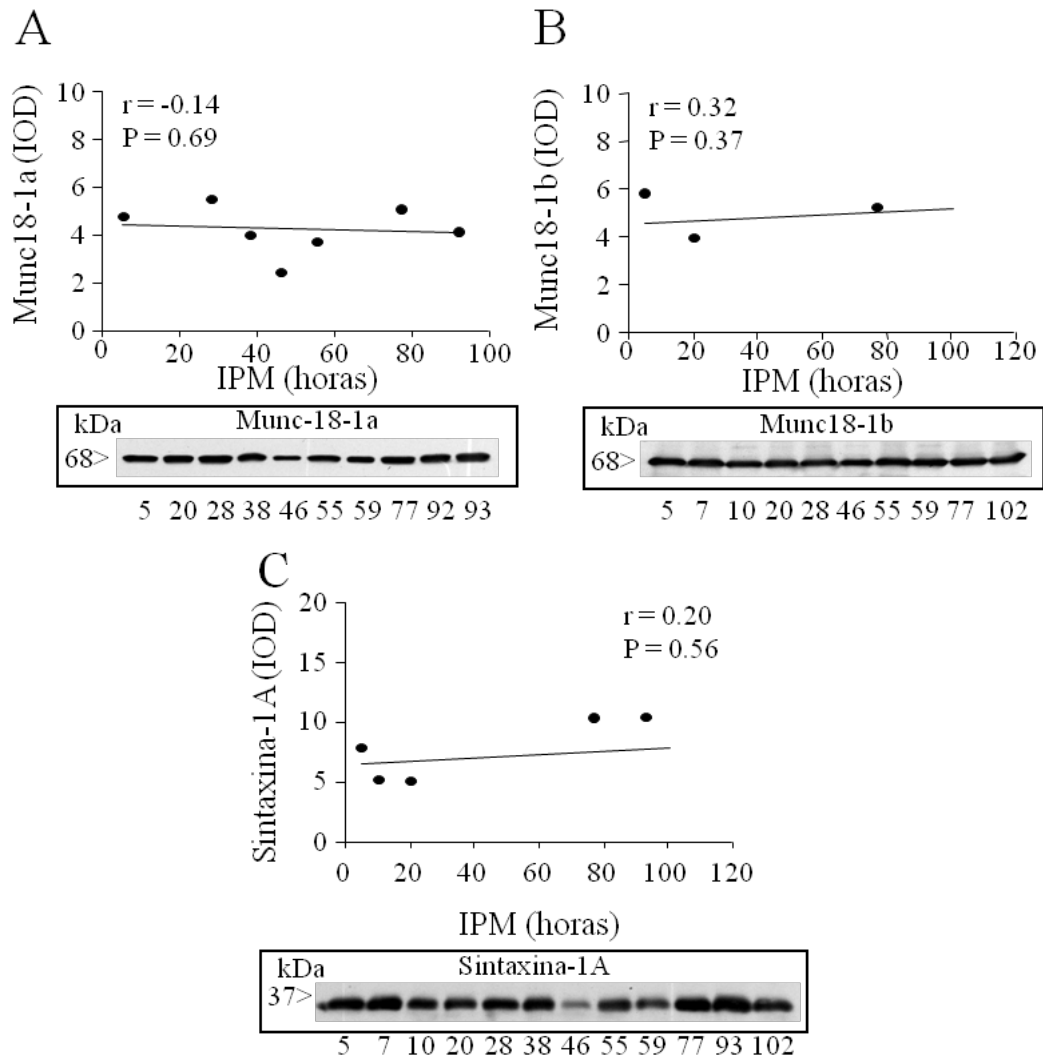 A
r = -0.14
P = 0.69
Munc18-1a (IOD)
10
8
6
4
2
0
0 20 40 60 80 100
IPM (horas)
kDa
Munc-18-1a
68>
5 20 28 38 46 55 59 77 92 93
B
r = 0.32
P = 0.37
Munc18-1b (IOD)
10
8
6
4
2
0
0 20 40 60 80 100 120
IPM (horas)
kDa
Munc18-1b
68>
5 7 10 20 28 46 55 59 77 102
C
r = 0.20
P = 0.56
Sintaxina-1A (IOD)
20
15
10
5
0
0 20 40 60 80 100 120
IPM (horas)
kDa
Sintaxina-1A
37>
5 7 10 20 28 38 46 55 59 77 93 102